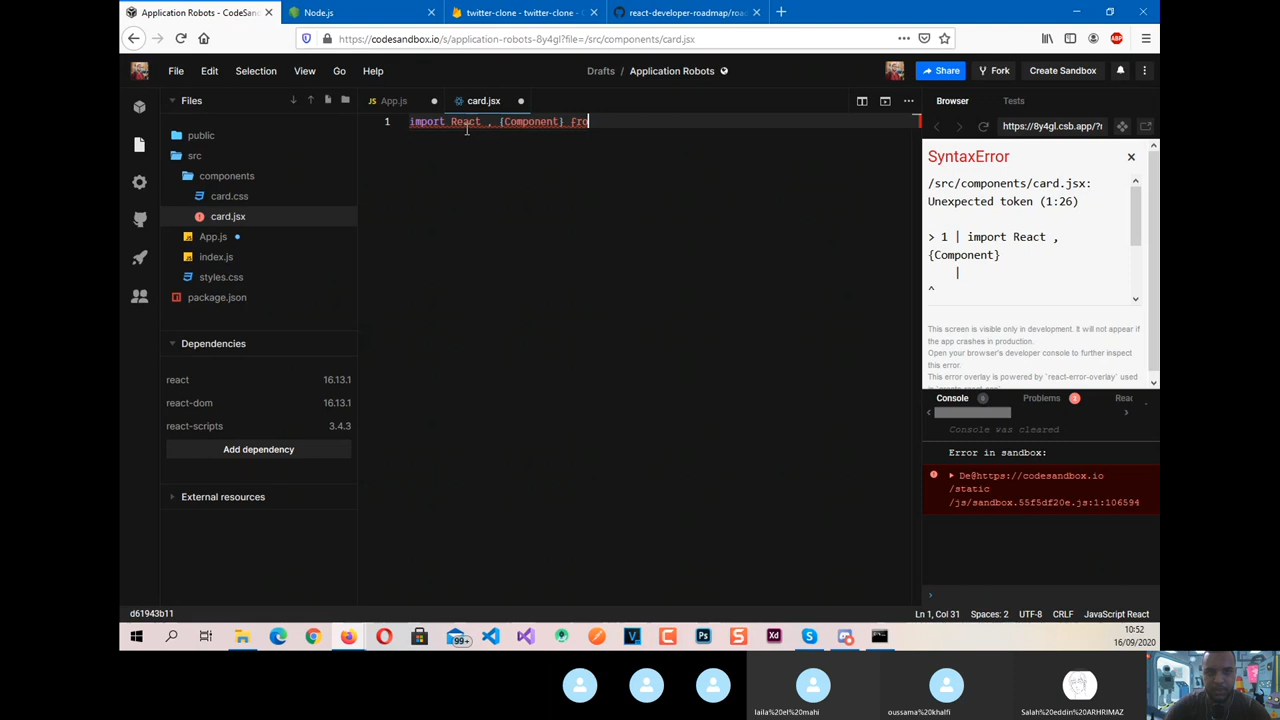 Application Robots - CodeSan
Node.js
twitter-clone - twitter-clone - 
react-developer-roadmap/roa
https://codesandbox.io/s/application-robots-8y4gl?file=/src/components/card.jsx
ABP
File Edit Selection View Go Help
Drafts / Application Robots
Share Fork Create Sandbox
Files
App.js card.jsx
Browser Tests
1 import React , {Component} fro
https://8y4gl.csb.app/?r
public
src
components
card.css
card.jsx
App.js
index.js
styles.css
package.json
SyntaxError
/src/components/card.jsx:
Unexpected token (1:26)
> 1 | import React ,
{Component}
|
^
This screen is visible only in development. It will not appear if
the app crashes in production.
Open your browser's developer console to further inspect
this error.
This error overlay is powered by `react-error-overlay` used
Dependencies
react 16.13.1
react-dom 16.13.1
react-scripts 3.4.3
Add dependency
External resources
Console 0 Problems 2 Rea
Console was cleared
Error in sandbox:
De@https://codesandbox.io
/static
/js/sandbox.55f5df20e.js:1:106594
d61943b11
Ln 1, Col 31 Spaces: 2 UTF-8 CRLF JavaScript React
99+
10:52
16/09/2020
laila%20el%20mahi
oussama%20khalfi
Salah%20eddin%20ARHRIMAZ